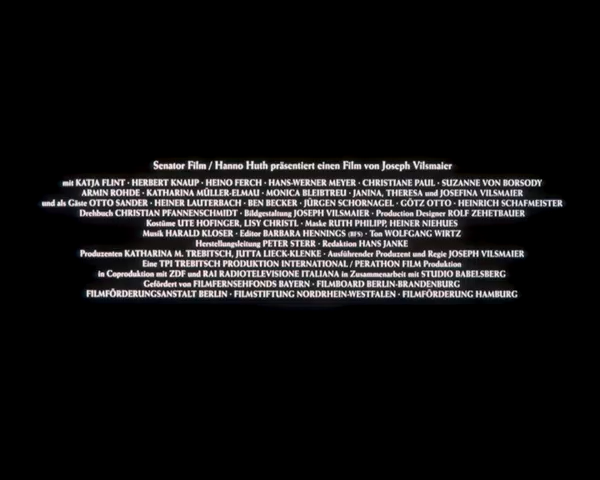 Senator Film / Hanno Huth präsentiert einen Film von Joseph Vilsmaier
mit KATJA FLINT · HERBERT KNAUP · HEINO FERCH · HANS-WERNER MEYER · CHRISTIANE PAUL · SUZANNE VON BORSODY
ARMIN ROHDE · KATHARINA MÜLLER-ELMAU · MONICA BLEIBTREU · JANINA, THERESA und JOSEFINA VILSMAIER
und als Gäste OTTO SANDER · HEINER LAUTERBACH · BEN BECKER · JÜRGEN SCHORNAGEL · GÖTZ OTTO · HEINRICH SCHAFMEISTER
Drehbuch CHRISTIAN PFANNENSCHMIDT · Bildgestaltung JOSEPH VILSMAIER · Production Designer ROLF ZEHETBAUER
Kostüme UTE HOFINGER, LISY CHRISTL · Maske RUTH PHILIPP, HEINER NIEHUES
Musik HARALD KLOSER · Editor BARBARA HENNINGS (BFS) · Ton WOLFGANG WIRTZ
Herstellungsleitung PETER STERR · Redaktion HANS JANKE
Produzenten KATHARINA M. TREBITSCH, JUTTA LIECK-KLENKE · Ausführender Produzent und Regie JOSEPH VILSMAIER
Eine TPI TREBITSCH PRODUKTION INTERNATIONAL / PERATHON FILM Produktion
in Coproduktion mit ZDF und RAI RADIOTELEVISIONE ITALIANA in Zusammenarbeit mit STUDIO BABELSBERG
Gefördert von FILMFERNSEHFONDS BAYERN · FILMBOARD BERLIN-BRANDENBURG
FILMFÖRDERUNGSANSTALT BERLIN · FILMSTIFTUNG NORDRHEIN-WESTFALEN · FILMFÖRDERUNG HAMBURG